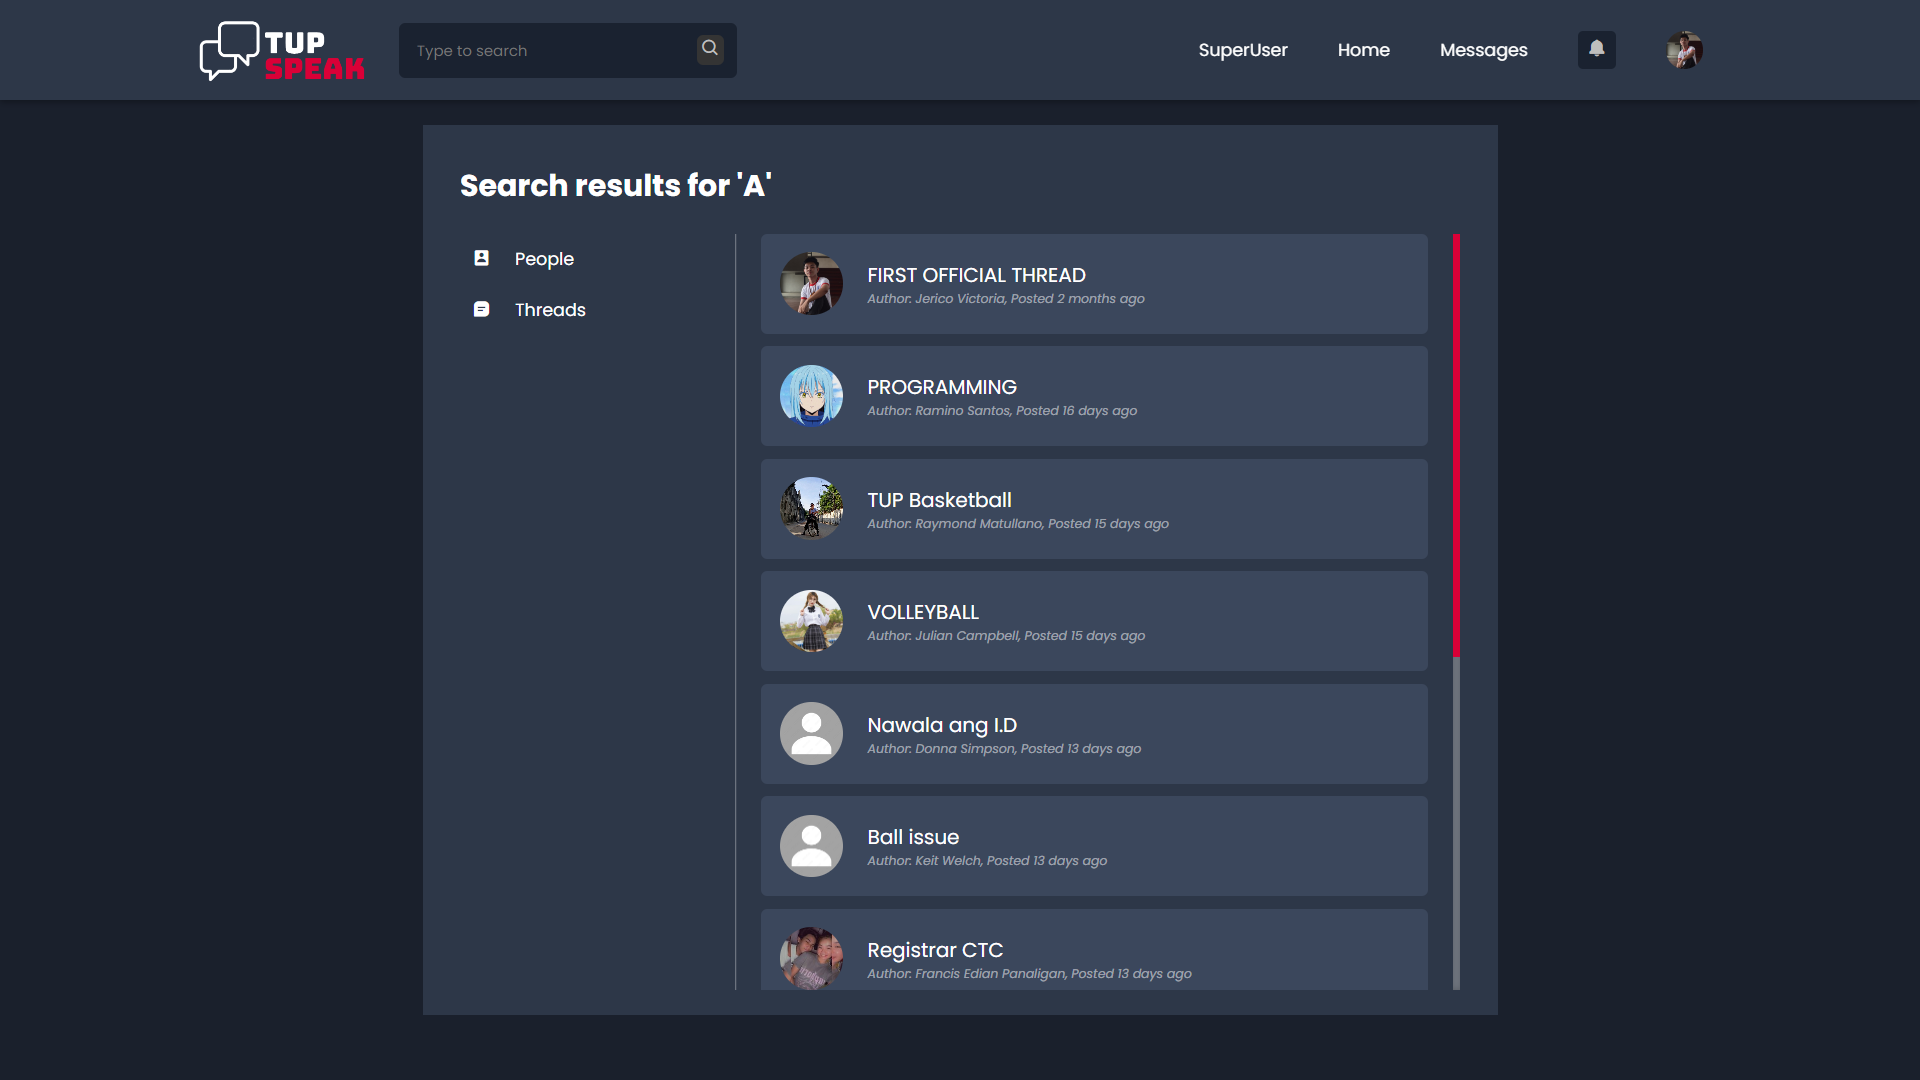 TUP
SPEAK
Type to search
SuperUser
Home
Messages
Search results for 'A'
People
Threads
FIRST OFFICIAL THREAD
Author: Jerico Victoria, Posted 2 months ago
PROGRAMMING
Author: Ramino Santos, Posted 16 days ago
TUP Basketball
Author: Raymond Matullano, Posted 15 days ago
VOLLEYBALL
Author: Julian Campbell, Posted 15 days ago
Nawala ang I.D
Author: Donna Simpson, Posted 13 days ago
Ball issue
Author: Keit Welch, Posted 13 days ago
Registrar CTC
Author: Francis Edian Panaligan, Posted 13 days ago